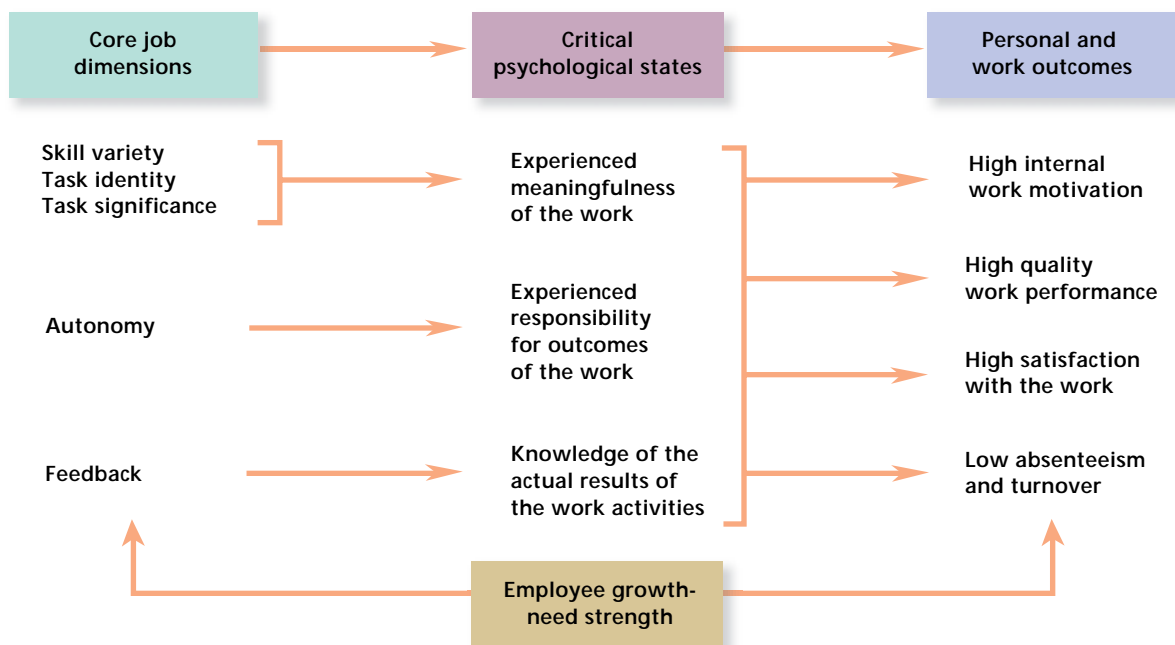 Core job
dimensions
Critical
psychological states
Personal and
work outcomes
Skill variety
Task identity
Task significance
Experienced
meaningfulness
of the work
High internal
work motivation
High quality
work performance
Autonomy
Experienced
responsibility
for outcomes
of the work
High satisfaction
with the work
Feedback
Knowledge of the
actual results of
the work activities
Low absenteeism
and turnover
Employee growth-
need strength